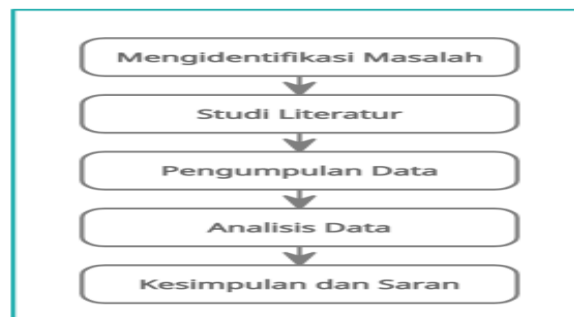 Mengidentifikasi Masalah
Studi Literatur
Pengumpulan Data
Analisis Data
Kesimpulan dan Saran